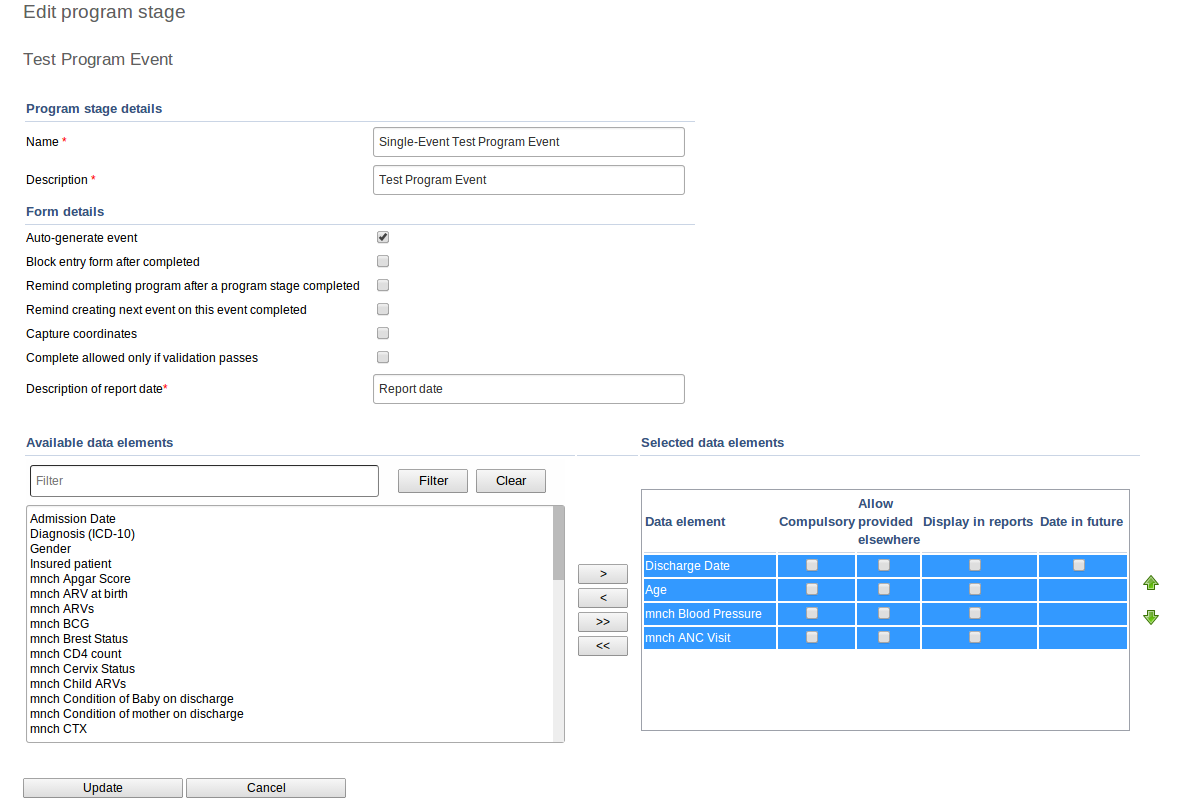 Edit program stage
Test Program Event
Program stage details
Name *
Single-Event Test Program Event
Description *
Test Program Event
Form details
Auto-generate event
Block entry form after completed
Remind completing program after a program stage completed
Remind creating next event on this event completed
Capture coordinates
Complete allowed only if validation passes
Description of report date*
Report date
Available data elements
Filter
Filter
Clear
Admission Date
Diagnosis (ICD-10)
Gender
Insured patient
mnch Apgar Score
mnch ARV at birth
mnch ARVs
mnch BCG
mnch Brest Status
mnch CD4 count
mnch Cervix Status
mnch Child ARVs
mnch Condition of Baby on discharge
mnch Condition of mother on discharge
mnch CTX
>
<
>>
<<
Selected data elements
Data element
Compulsory
Allow
provided
elsewhere
Display in reports
Date in future
Discharge Date
Age
mnch Blood Pressure
mnch ANC Visit
Update
Cancel